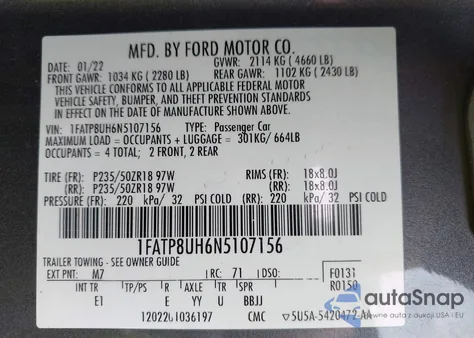 MFD. BY FORD MOTOR CO.
DATE: 01/22 GVWR: 2114 KG ( 4660 LB)
FRONT GAWR: 1034 KG ( 2280 LB) REAR GAWR: 1102 KG ( 2430 LB)
THIS VEHICLE CONFORMS TO ALL APPLICABLE FEDERAL MOTOR
VEHICLE SAFETY, BUMPER, AND THEFT PREVENTION STANDARDS IN
EFFECT ON THE DATE OF MANUFACTURE SHOWN ABOVE.
VIN: 1FATP8UH6N5107156 TYPE: Passenger Car
MAXIMUM LOAD = OCCUPANTS + LUGGAGE = 301KG/ 664LB
OCCUPANTS = 4 TOTAL; 2 FRONT, 2 REAR
TIRE (FR): P235/50ZR18 97W RIMS (FR): 18x8.0J
(RR): P235/50ZR18 97W (RR): 18x8.0J
PRESSURE (FR): 220 kPa/ 32 PSI COLD (RR): 220 kPa/ 32 PSI COLD
1FATP8UH6N5107156
TRAILER TOWING - SEE OWNER GUIDE
EXT PNT: M7 RC: 71 DSO: F0131
INT TR TP/PS R AXLE TR SPR R0150
E1 E YY U BBJJ
CMC
autoSnap